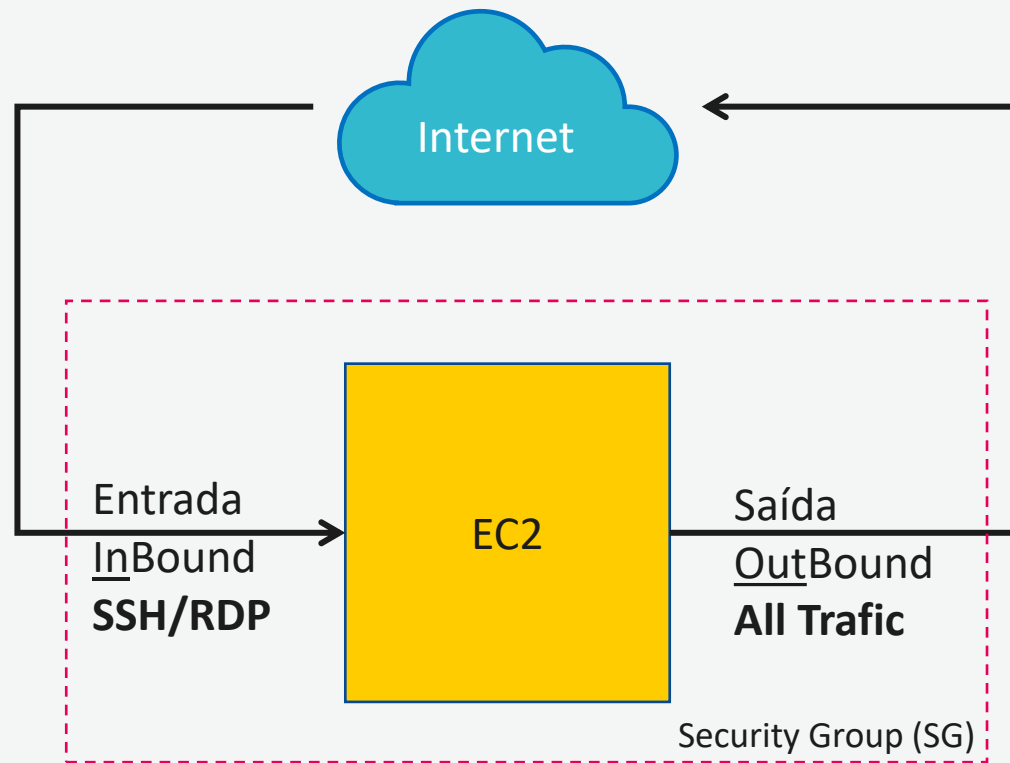 Internet
Entrada
InBound
SSH/RDP
EC2
Saída
OutBound
All Trafic
Security Group (SG)